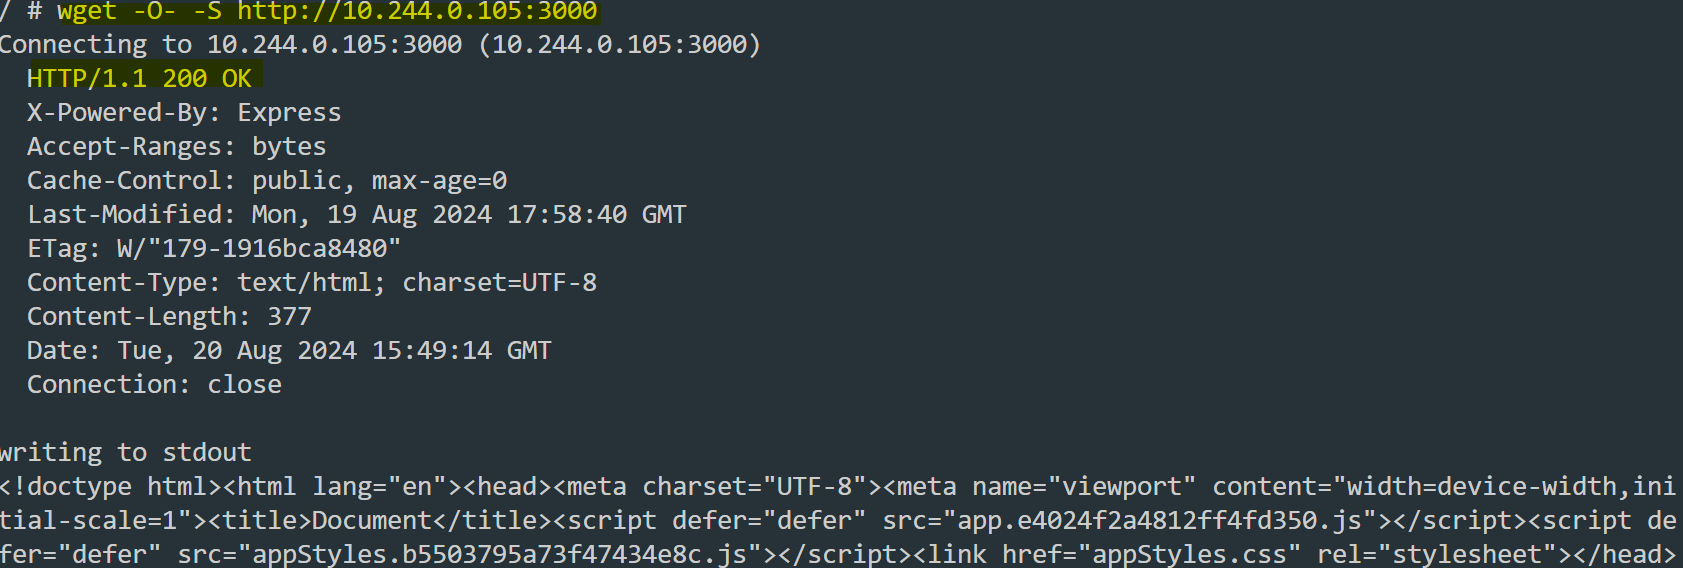 / # wget -O- -S http://10.244.0.105:3000
Connecting to 10.244.0.105:3000 (10.244.0.105:3000)
HTTP/1.1 200 OK
X-Powered-By: Express
Accept-Ranges: bytes
Cache-Control: public, max-age=0
Last-Modified: Mon, 19 Aug 2024 17:58:40 GMT
ETag: W/"179-1916bca8480"
Content-Type: text/html; charset=UTF-8
Content-Length: 377
Date: Tue, 20 Aug 2024 15:49:14 GMT
Connection: close
writing to stdout
<!doctype html><html lang="en"><head><meta charset="UTF-8"><meta name="viewport" content="width=device-width,ini
tial-scale=1"><title>Document</title><script defer="defer" src="app.e4024f2a4812ff4fd350.js"></script><script de
fer="defer" src="appStyles.b5503795a73f47434e8c.js"></script><link href="appStyles.css" rel="stylesheet"></head>